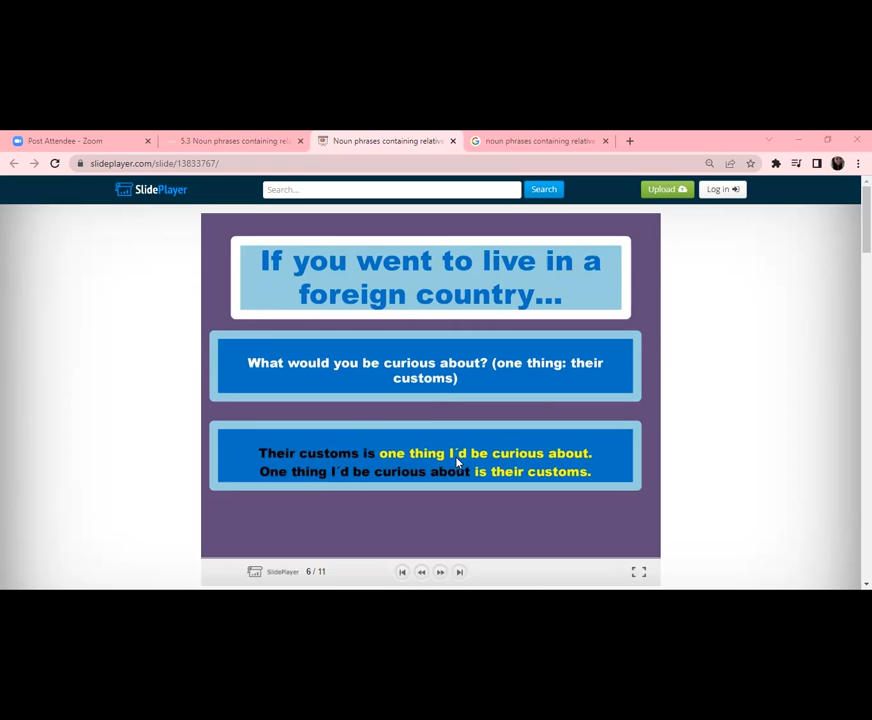 Post Attendee - Zoom
5.3 Noun phrases containing rela
Noun phrases containing relative
noun phrases containing relative
slideplayer.com/slide/13833767/
SlidePlayer
Search...
Search
Upload
Log in
If you went to live in a
foreign country...
What would you be curious about? (one thing: their
customs)
Their customs is one thing I´d be curious about.
One thing I´d be curious about is their customs.
SlidePlayer
6 / 11